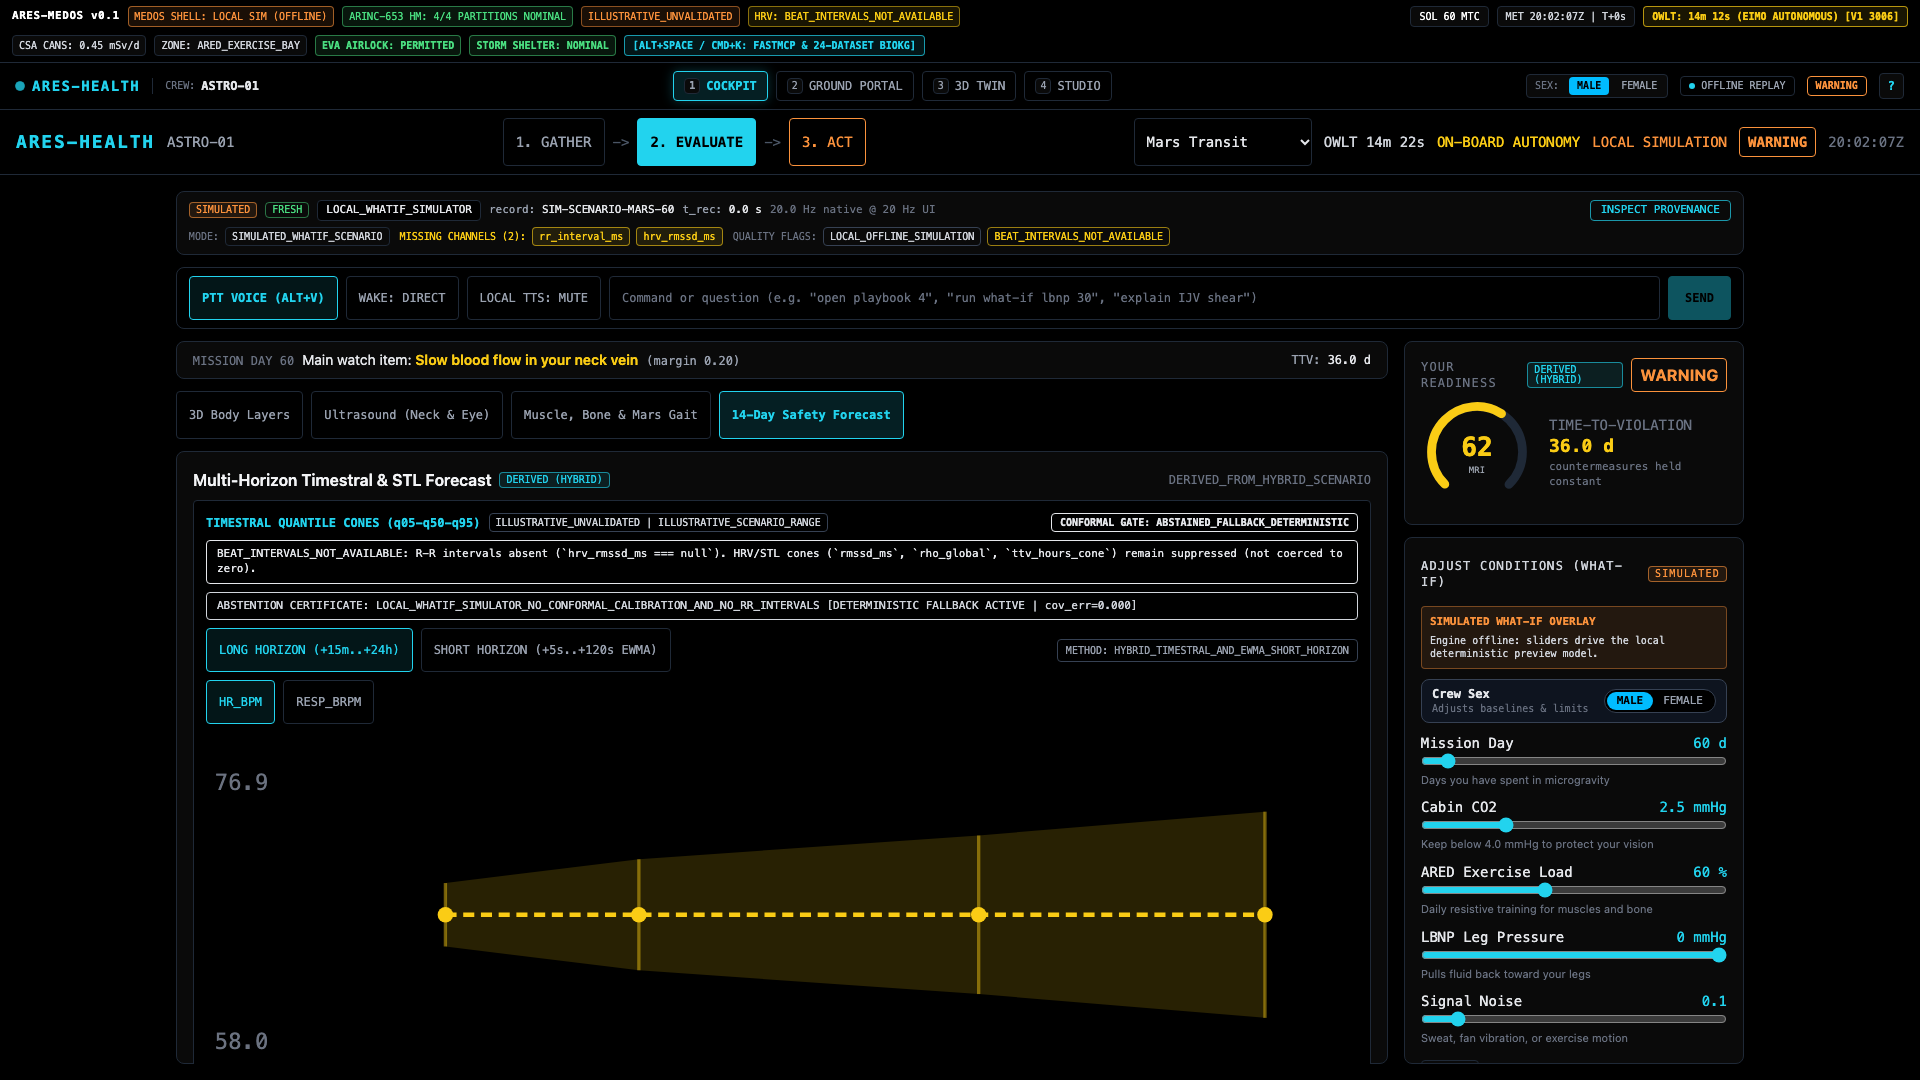 ARES-MEDOS v0.1 MEDOS SHELL: LOCAL SIM (OFFLINE) ARINC-653 HM: 4/4 PARTITIONS NOMINAL ILLUSTRATIVE_UNVALIDATED HRV: BEAT_INTERVALS_NOT_AVAILABLE SOL 60 MTC MET 20:02:07Z | T+0s OWLT: 14m 12s (EIMO AUTONOMOUS) [V1 3006]
CSA CANS: 0.45 mSv/d ZONE: ARED_EXERCISE_BAY EVA AIRLOCK: PERMITTED STORM SHELTER: NOMINAL [ALT+SPACE / CMD+K: FASTMCP & 24-DATASET BIOKG]
ARES-HEALTH CREW: ASTRO-01 1 COCKPIT 2 GROUND PORTAL 3 3D TWIN 4 STUDIO SEX: MALE FEMALE OFFLINE REPLAY WARNING ?
ARES-HEALTH ASTRO-01 1. GATHER -> 2. EVALUATE -> 3. ACT Mars Transit OWLT 14m 22s ON-BOARD AUTONOMY LOCAL SIMULATION WARNING 20:02:07Z
SIMULATED FRESH LOCAL_WHATIF_SIMULATOR record: SIM-SCENARIO-MARS-60 t_rec: 0.0 s 20.0 Hz native @ 20 Hz UI INSPECT PROVENANCE
MODE: SIMULATED_WHATIF_SCENARIO MISSING CHANNELS (2): rr_interval_ms hrv_rmssd_ms QUALITY FLAGS: LOCAL_OFFLINE_SIMULATION BEAT_INTERVALS_NOT_AVAILABLE
PTT VOICE (ALT+V) WAKE: DIRECT LOCAL TTS: MUTE Command or question (e.g. "open playbook 4", "run what-if lbnp 30", "explain IJV shear") SEND
MISSION DAY 60 Main watch item: Slow blood flow in your neck vein (margin 0.20) TTV: 36.0 d
3D Body Layers Ultrasound (Neck & Eye) Muscle, Bone & Mars Gait 14-Day Safety Forecast
Multi-Horizon Timestral & STL Forecast DERIVED (HYBRID) DERIVED_FROM_HYBRID_SCENARIO
TIMESTRAL QUANTILE CONES (q05-q50-q95) ILLUSTRATIVE_UNVALIDATED | ILLUSTRATIVE_SCENARIO_RANGE CONFORMAL GATE: ABSTAINED_FALLBACK_DETERMINISTIC
BEAT_INTERVALS_NOT_AVAILABLE: R-R intervals absent (`hrv_rmssd_ms === null`). HRV/STL cones (`rmssd_ms`, `rho_global`, `ttv_hours_cone`) remain suppressed (not coerced to
zero).
ABSTENTION CERTIFICATE: LOCAL_WHATIF_SIMULATOR_NO_CONFORMAL_CALIBRATION_AND_NO_RR_INTERVALS [DETERMINISTIC FALLBACK ACTIVE | cov_err=0.000]
LONG HORIZON (+15m..+24h) SHORT HORIZON (+5s..+120s EWMA) METHOD: HYBRID_TIMESTRAL_AND_EWMA_SHORT_HORIZON
HR_BPM RESP_BRPM
76.9
58.0
YOUR
READINESS
DERIVED
(HYBRID)
WARNING
62
MRI
TIME-TO-VIOLATION
36.0 d
countermeasures held
constant
ADJUST CONDITIONS (WHAT-
IF)
SIMULATED
SIMULATED WHAT-IF OVERLAY
Engine offline: sliders drive the local
deterministic preview model.
Crew Sex
Adjusts baselines & limits
MALE FEMALE
Mission Day 60 d
Days you have spent in microgravity
Cabin CO2 2.5 mmHg
Keep below 4.0 mmHg to protect your vision
ARED Exercise Load 60 %
Daily resistive training for muscles and bone
LBNP Leg Pressure 0 mmHg
Pulls fluid back toward your legs
Signal Noise 0.1
Sweat, fan vibration, or exercise motion